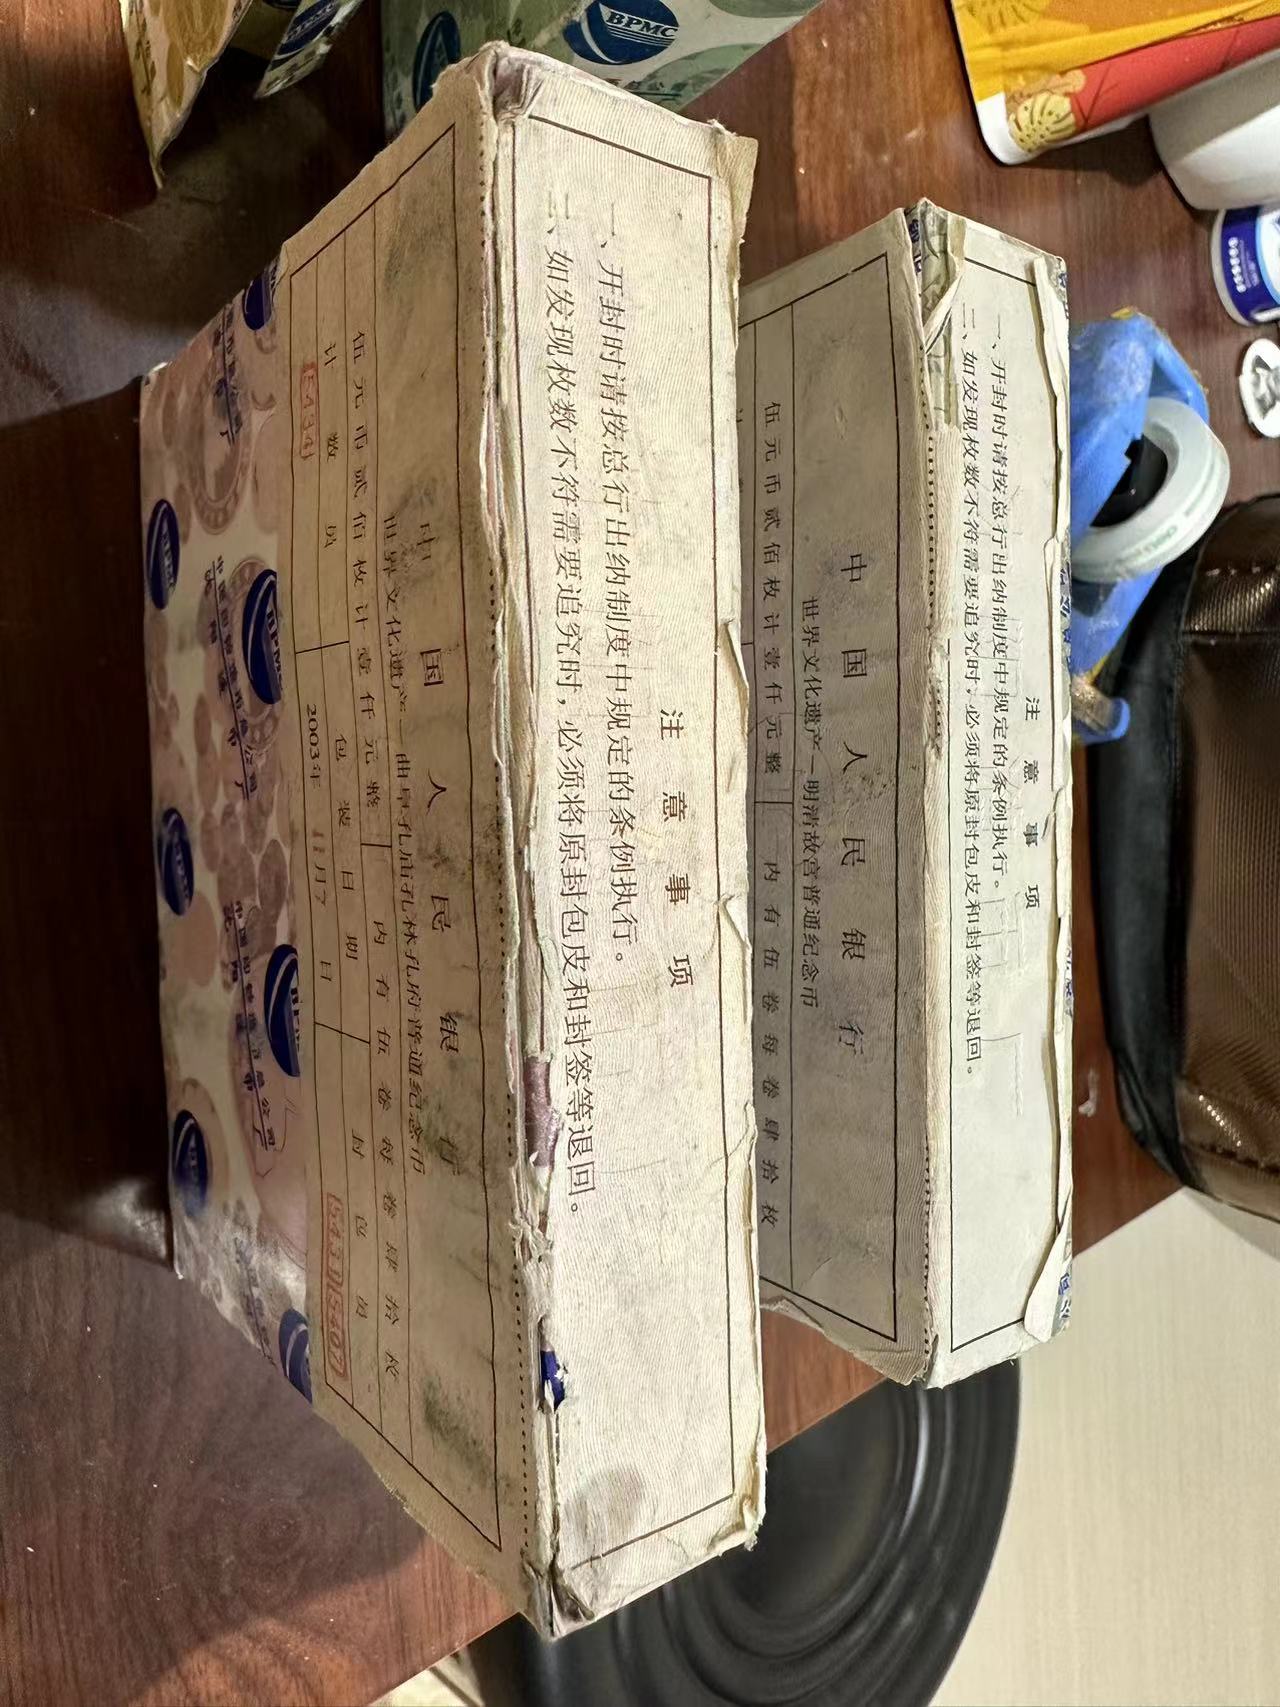 注意事项
一、开封时请按总行出纳制度中规定的条例执行。
二、如发现枚数不符需要追究时，必须将原封包皮和封签等退回。
中国人民银行
世界文化遗产—曲阜孔庙孔林孔府普通纪念币
伍元币贰佰枚计壹仟元整 内有伍卷每卷肆拾枚
计数员 包装日期 封包员
5434 2003年11月7日 5431 5407
BPMC
BPMC
BPMC
注意事项
一、开封时请按总行出纳制度中规定的条例执行。
二、如发现枚数不符需要追究时，必须将原封包皮和封签等退回。
中国人民银行
世界文化遗产—明清故宫普通纪念币
伍元币贰佰枚计壹仟元整 内有伍卷每卷肆拾枚